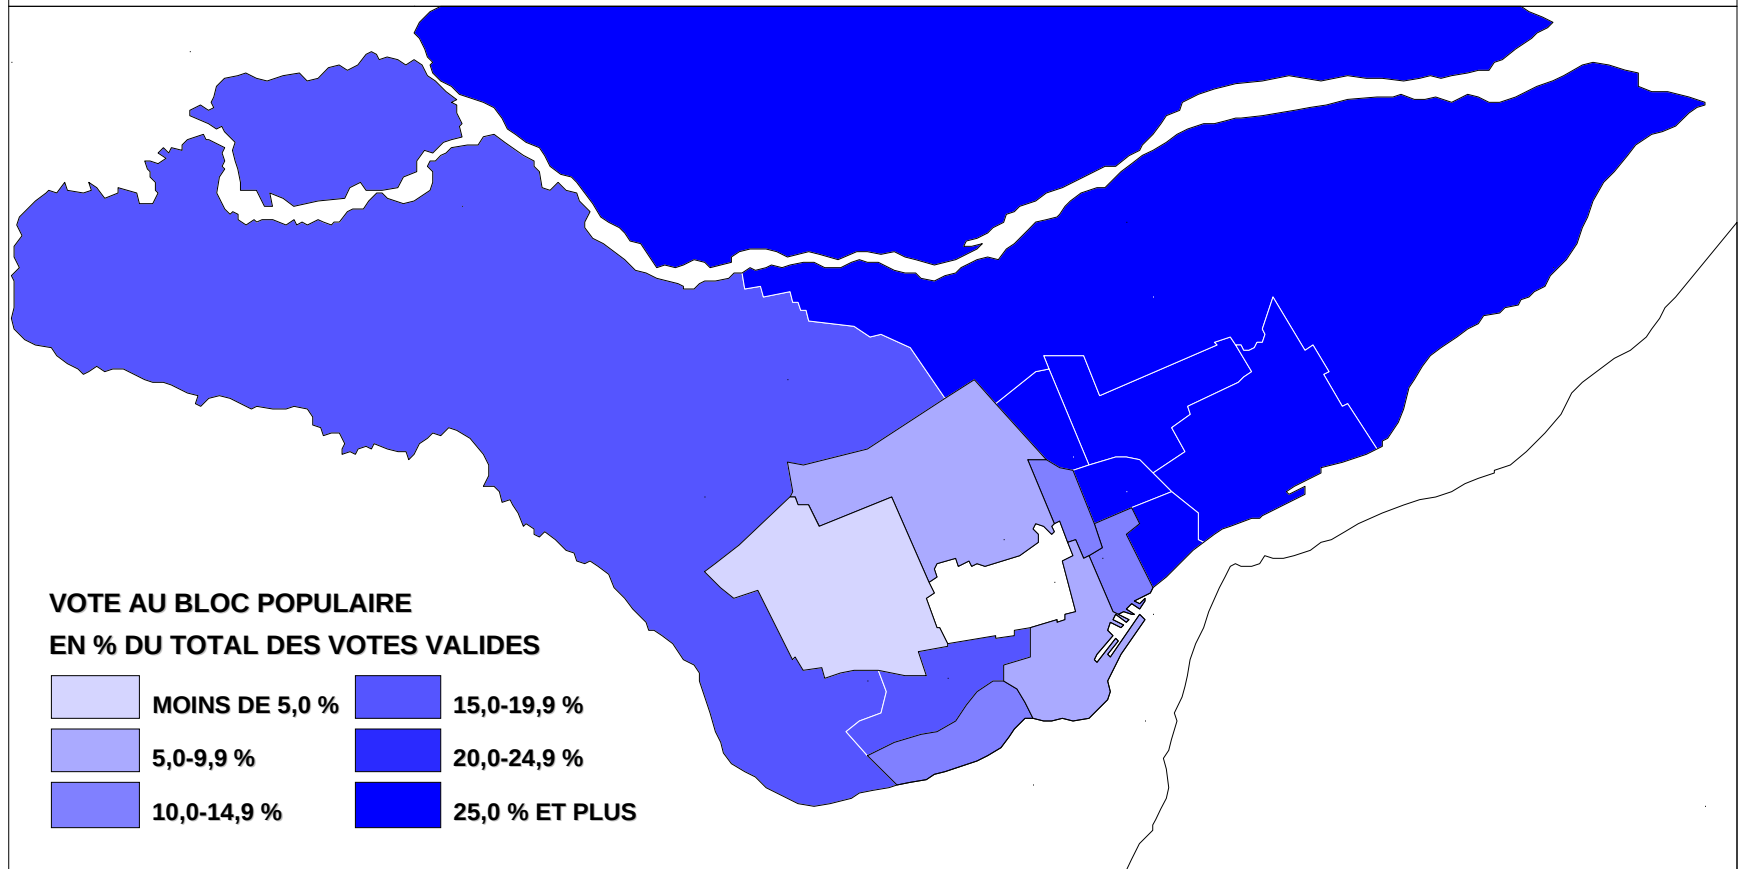 VOTE AU BLOC POPULAIRE
EN % DU TOTAL DES VOTES VALIDES
MOINS DE 5,0 %
5,0-9,9 %
10,0-14,9 %
15,0-19,9 %
20,0-24,9 %
25,0 % ET PLUS